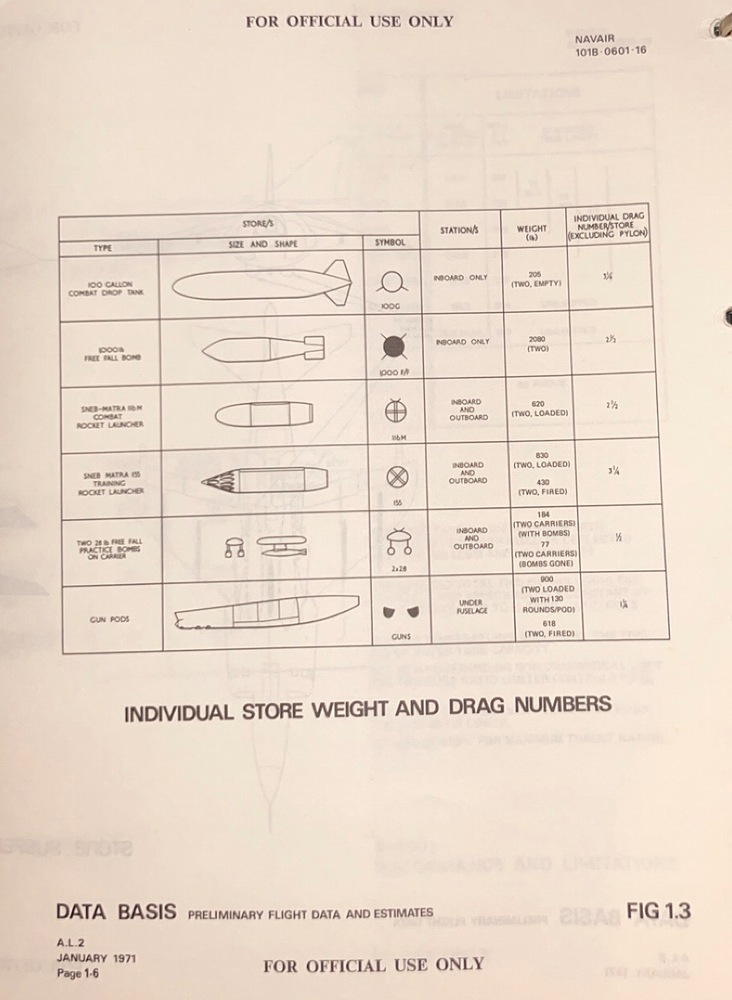 FOR OFFICIAL USE ONLY
NAVAIR
101B-0601-16
STORE/S
STATION/S
WEIGHT
(lb)
INDIVIDUAL DRAG
NUMBER/STORE
(EXCLUDING PYLON)
TYPE
SIZE AND SHAPE
SYMBOL
100 GALLON
COMBAT DROP TANK
100G
INBOARD ONLY
205
(TWO, EMPTY)
1000 lb
FREE FALL BOMB
1000 F/F
INBOARD ONLY
2080
(TWO)
2½
SNEB-MATRA 116M
COMBAT
ROCKET LAUNCHER
116M
INBOARD
AND
OUTBOARD
620
(TWO, LOADED)
2½
SNEB MATRA 155
TRAINING
ROCKET LAUNCHER
155
INBOARD
AND
OUTBOARD
830
(TWO, LOADED)
430
(TWO, FIRED)
3¼
TWO 28 lb FREE FALL
PRACTICE BOMBS
ON CARRIER
2x28
INBOARD
AND
OUTBOARD
184
(TWO CARRIERS)
(WITH BOMBS)
77
(TWO CARRIERS)
(BOMBS GONE)
½
GUN PODS
GUNS
UNDER
FUSELAGE
900
(TWO LOADED
WITH 130
ROUNDS/POD)
618
(TWO, FIRED)
INDIVIDUAL STORE WEIGHT AND DRAG NUMBERS
DATA BASIS PRELIMINARY FLIGHT DATA AND ESTIMATES
FIG 1.3
A.L.2
JANUARY 1971
Page 1-6
FOR OFFICIAL USE ONLY